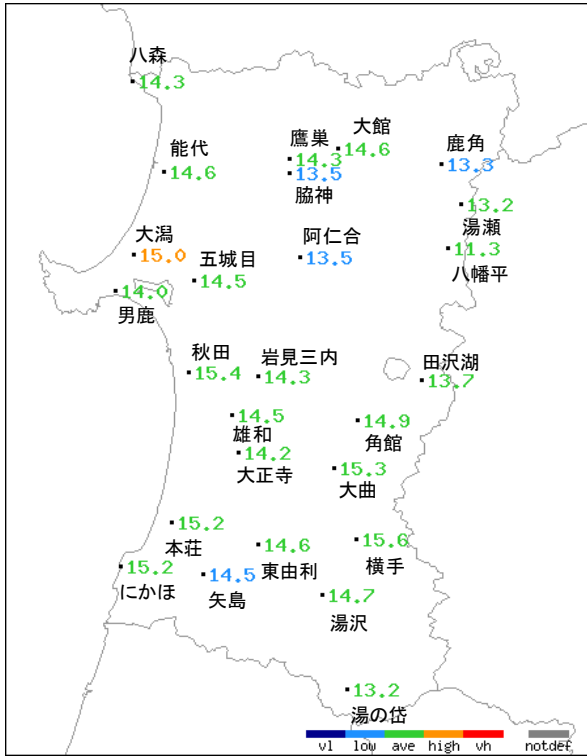 八森
14.3
大館
14.6
鷹巣
14.3
13.5
脇神
鹿角
13.3
能代
14.6
13.2
湯瀬
大潟
15.0
五城目
14.5
阿仁合
13.5
11.3
八幡平
14.0
男鹿
秋田
15.4
岩見三内
14.3
田沢湖
13.7
14.5
雄和
14.2
大正寺
14.9
角館
15.3
大曲
15.2
本荘
14.6
東由利
15.6
横手
15.2
にかほ
14.5
矢島
14.7
湯沢
13.2
湯の岱
vl low ave high vh notdef